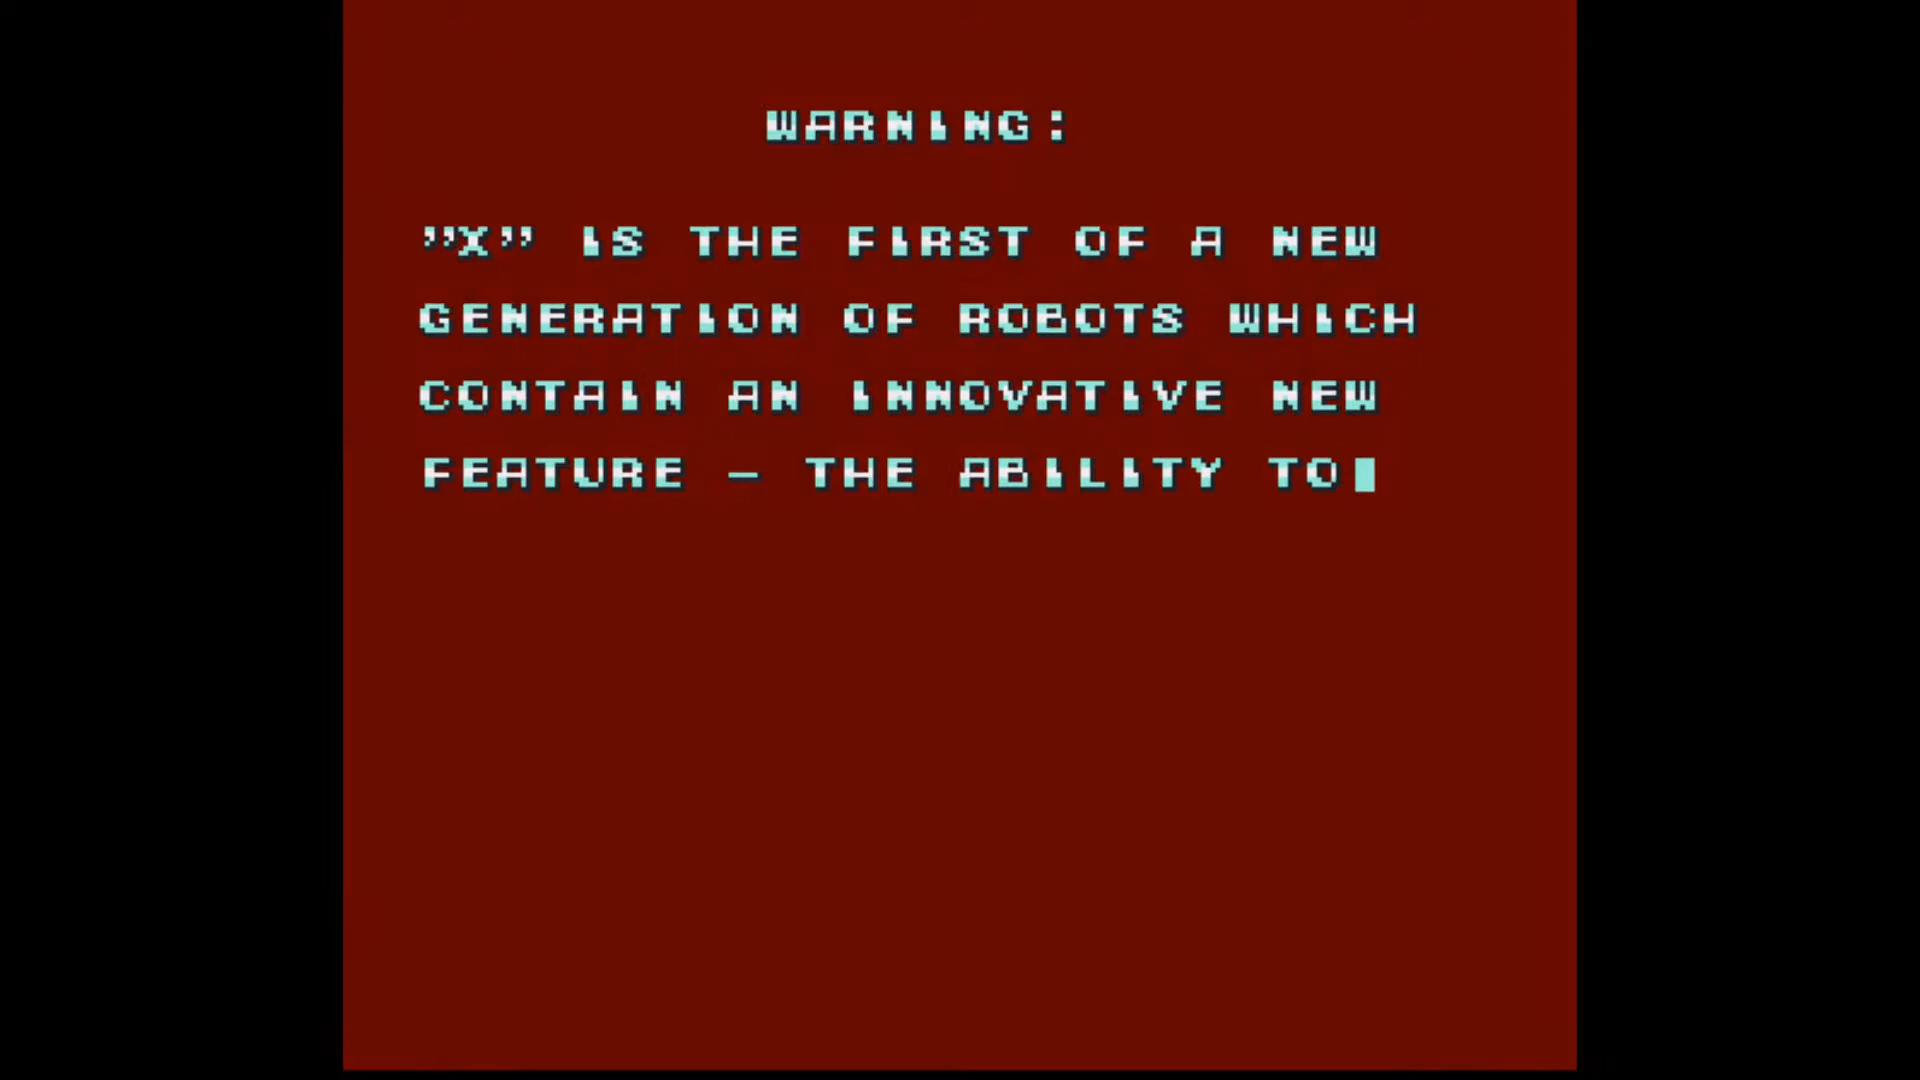 WARNING:
"X" IS THE FIRST OF A NEW
GENERATION OF ROBOTS WHICH
CONTAIN AN INNOVATIVE NEW
FEATURE - THE ABILITY TO